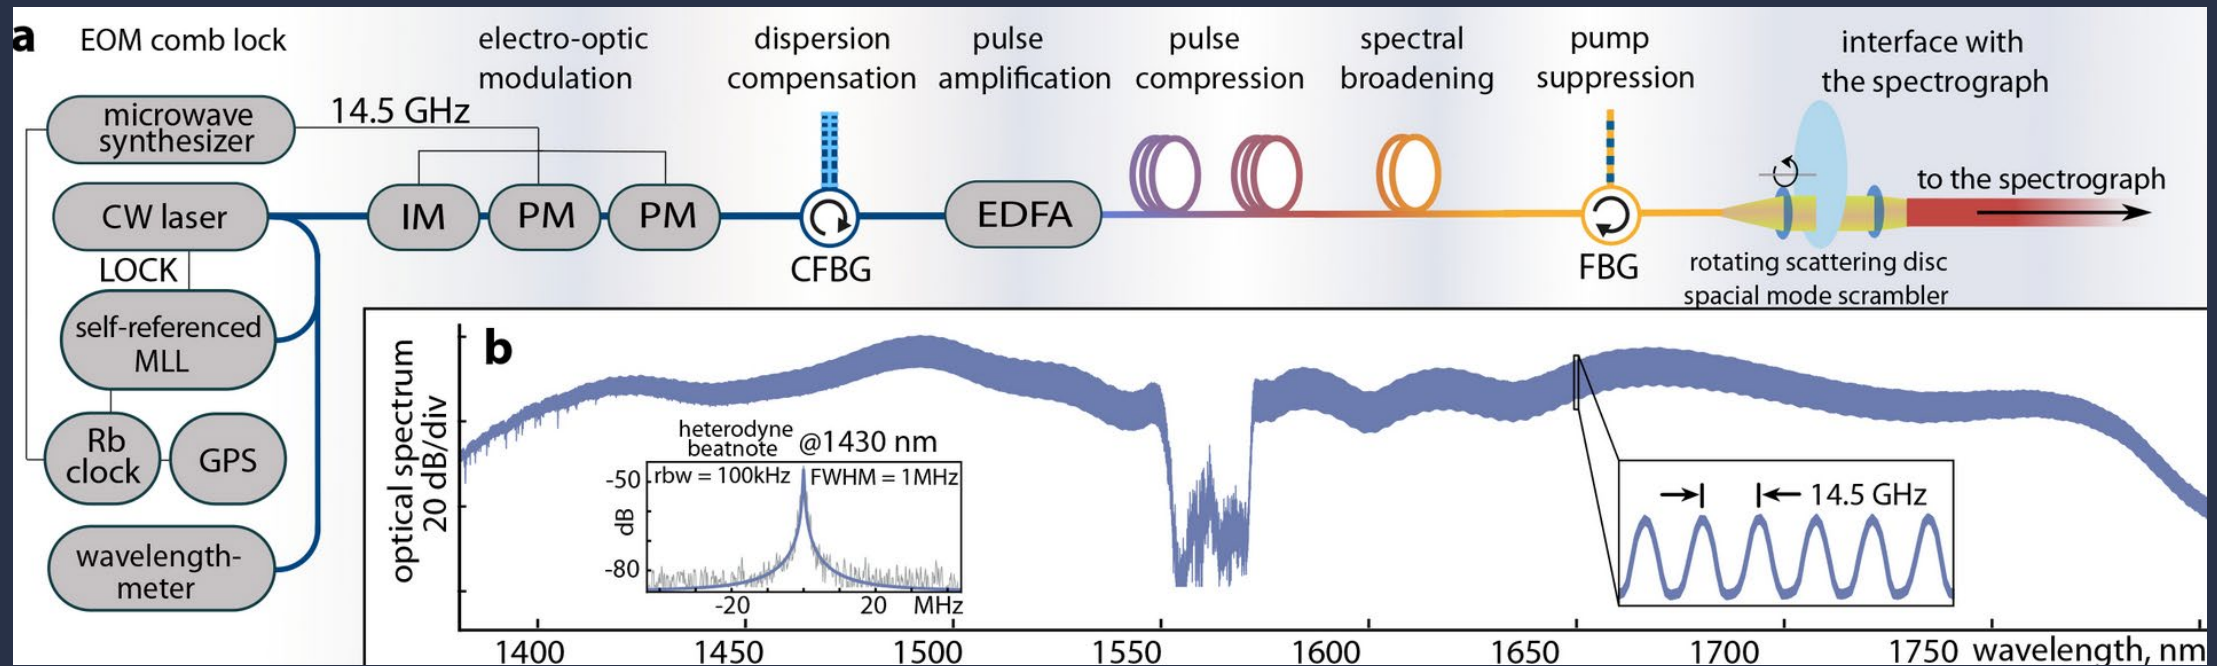 a
EOM comb lock
electro-optic
modulation
dispersion
compensation
pulse
amplification
pulse
compression
spectral
broadening
pump
suppression
interface with
the spectrograph
microwave
synthesizer
14.5 GHz
CW laser
LOCK
self-referenced
MLL
Rb
clock
GPS
wavelength-
meter
IM
PM
PM
CFBG
EDFA
FBG
to the spectrograph
rotating scattering disc
spacial mode scrambler
b
optical spectrum
20 dB/div
heterodyne
beatnote
@1430 nm
rbw = 100kHz
FWHM = 1MHz
-50
dB
-80
-20
20
MHz
14.5 GHz
1400
1450
1500
1550
1600
1650
1700
1750
wavelength, nm